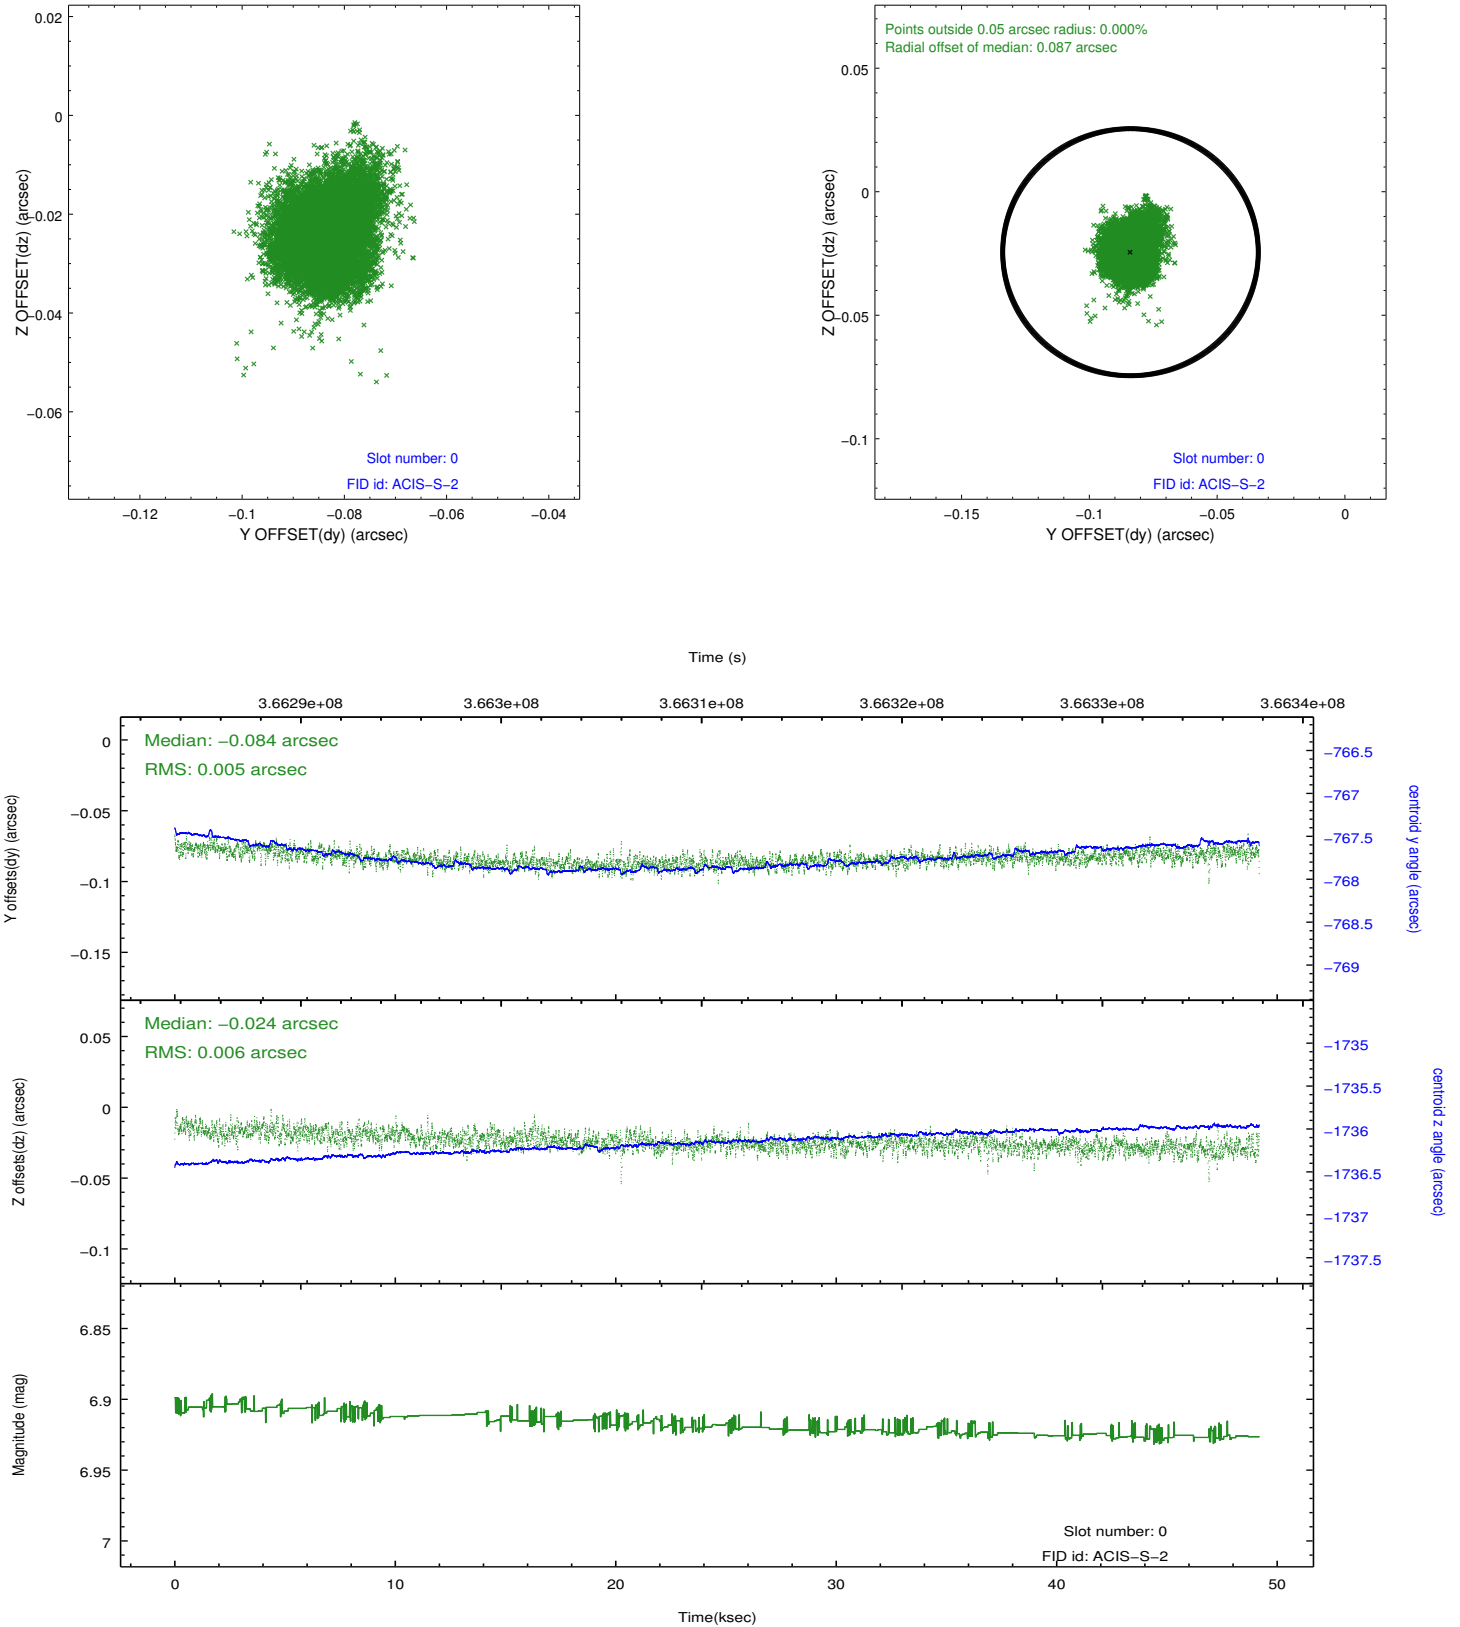 0.02
0
−0.02
−0.04
−0.06
Z OFFSET(dz) (arcsec)
Slot number: 0
FID id: ACIS−S−2
−0.12
−0.1
−0.08
−0.06
−0.04
Y OFFSET(dy) (arcsec)
Points outside 0.05 arcsec radius: 0.000%
Radial offset of median: 0.087 arcsec
0.05
0
−0.05
−0.1
Z OFFSET(dz) (arcsec)
Slot number: 0
FID id: ACIS−S−2
−0.15
−0.1
−0.05
0
Y OFFSET(dy) (arcsec)
Time (s)
3.6629e+08
3.663e+08
3.6631e+08
3.6632e+08
3.6633e+08
3.6634e+08
Median: −0.084 arcsec
RMS: 0.005 arcsec
0
−0.05
−0.1
−0.15
Y offsets(dy) (arcsec)
−766.5
−767
−767.5
−768
−768.5
−769
centroid y angle (arcsec)
Median: −0.024 arcsec
RMS: 0.006 arcsec
0.05
0
−0.05
−0.1
Z offsets(dz) (arcsec)
−1735
−1735.5
−1736
−1736.5
−1737
−1737.5
centroid z angle (arcsec)
6.85
6.9
6.95
7
Magnitude (mag)
Slot number: 0
FID id: ACIS−S−2
0
10
20
30
40
50
Time(ksec)